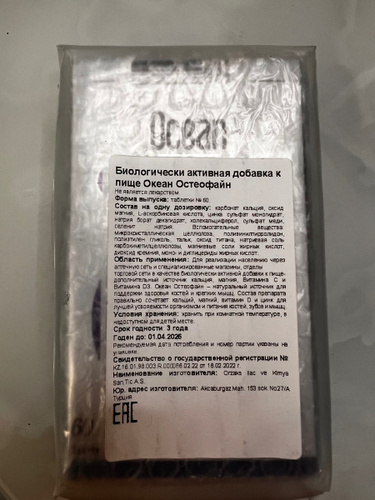 Ocean
Биологически активная добавка к
пище Океан Остеофайн
Не является лекарством
Форма выпуска: таблетки № 60.
Состав на одну дозировку: карбонат кальция, оксид
магния, L-аскорбиновая кислота, цинка сульфат моногидрат,
натрия борат декагидрат, холекальциферол, сульфат меди,
селенит натрия Вспомогательные вещества:
микрокристаллическая целлюлоза, поливинилпирролидин,
полиэтилен гликоль, тальк, оксид титана, натриевая соль
карбоксиметилцеллюлозы, магниевые соли жирных кислот,
диоксид кремния, моно- и диглицериды жирных кислот.
Область применения: Для реализации населению через
аптечную сеть и специализированные магазины, отделы
торговой сети в качестве биологически активной добавки к пище-
дополнительный источник кальция, магния, Витамина С и
Витамина D3. Океан Остеофайн – натуральный источник для
поддержки здоровья костей и крепких мышц. Состав препарата
правильно сочетает кальций, магний, витамин D и цинк для
лучшей усвояемости организмом и питания костей, зубов и мышц.
Условия хранения: хранить при комнатной температуре, в
недоступном для детей месте.
Срок годности 3 года
Годен до: 01.04.2026
Рекомендуемая дата потребления и номер партии указаны на
упаковке.
Свидетельство о государственной регистрации №
KZ.16.01.98.003.R.000086.02.22 от 18.02.2022 г.
Наименование изготовителя: Orzaks Ilac ve Kimya
San Tic A.S.
Юр. адрес изготовителя: Akcaburgaz Mah. 153 sok No:27/A,
Турция
EAC
60